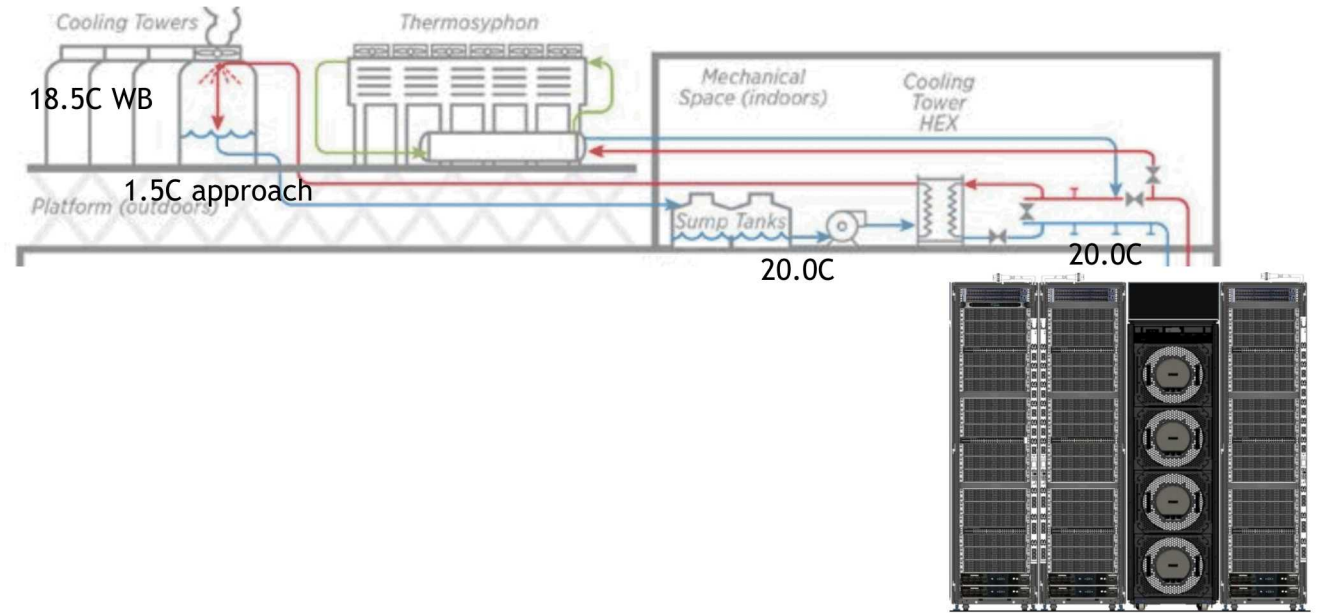 Cooling Towers
Thermosyphon
18.5C WB
Mechanical
Space (indoors)
Cooling
Tower
HEX
1.5C approach
Platform (outdoors)
Sump Tanks
20.0C
20.0C